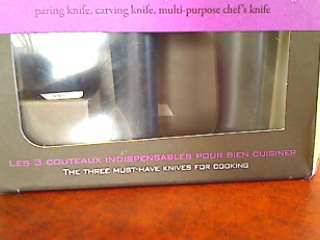 paring knife, carving knife, multi-purpose chef's knife
LES 3 COUTEAUX INDISPENSABLES POUR BIEN CUISINER
THE THREE MUST-HAVE KNIVES FOR COOKING